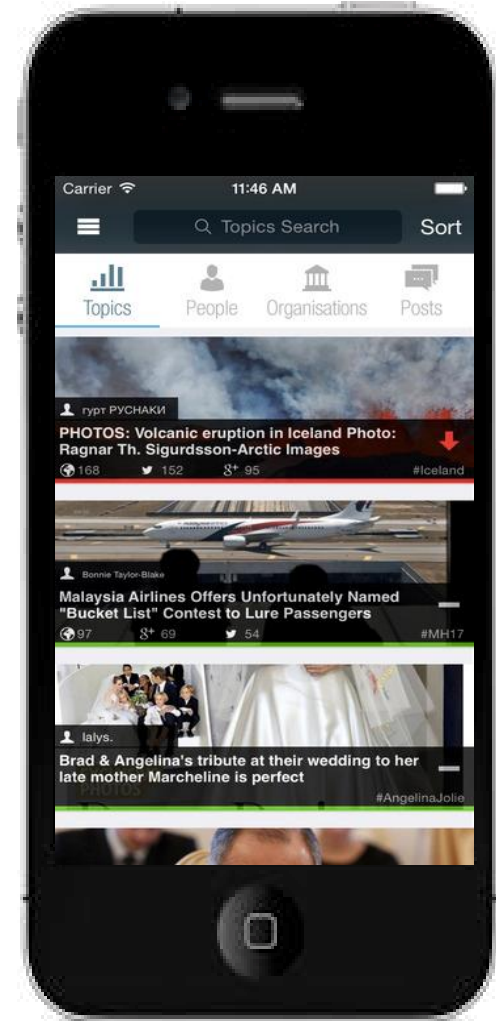 Carrier 11:46 AM
Topics Search Sort
Topics People Organisations Posts
гурт РУСНАКИ
PHOTOS: Volcanic eruption in Iceland Photo:
Ragnar Th. Sigurdsson-Arctic Images
168 152 g+ 95 #Iceland
Bonnie Taylor-Blake
Malaysia Airlines Offers Unfortunately Named
"Bucket List" Contest to Lure Passengers
97 g+ 69 54 #MH17
lalys.
Brad & Angelina's tribute at their wedding to her
late mother Marcheline is perfect
PHOTOS
#AngelinaJolie